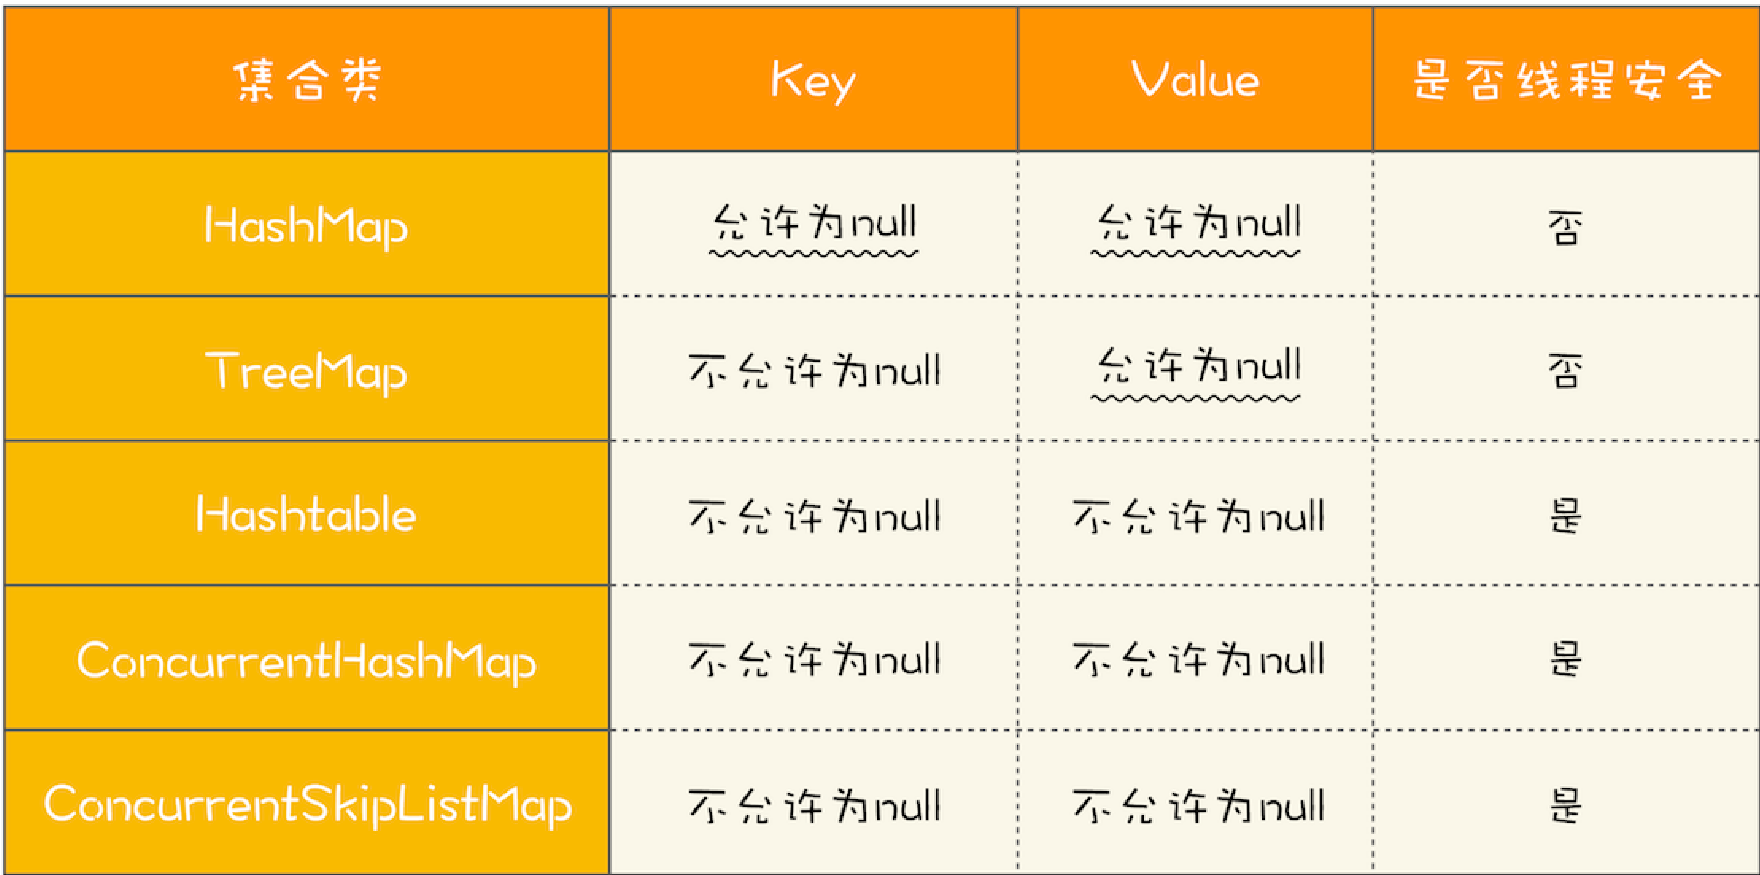 集合类 Key Value 是否线程安全
HashMap 允许为null 允许为null 否
TreeMap 不允许为null 允许为null 否
Hashtable 不允许为null 不允许为null 是
ConcurrentHashMap 不允许为null 不允许为null 是
ConcurrentSkipListMap 不允许为null 不允许为null 是